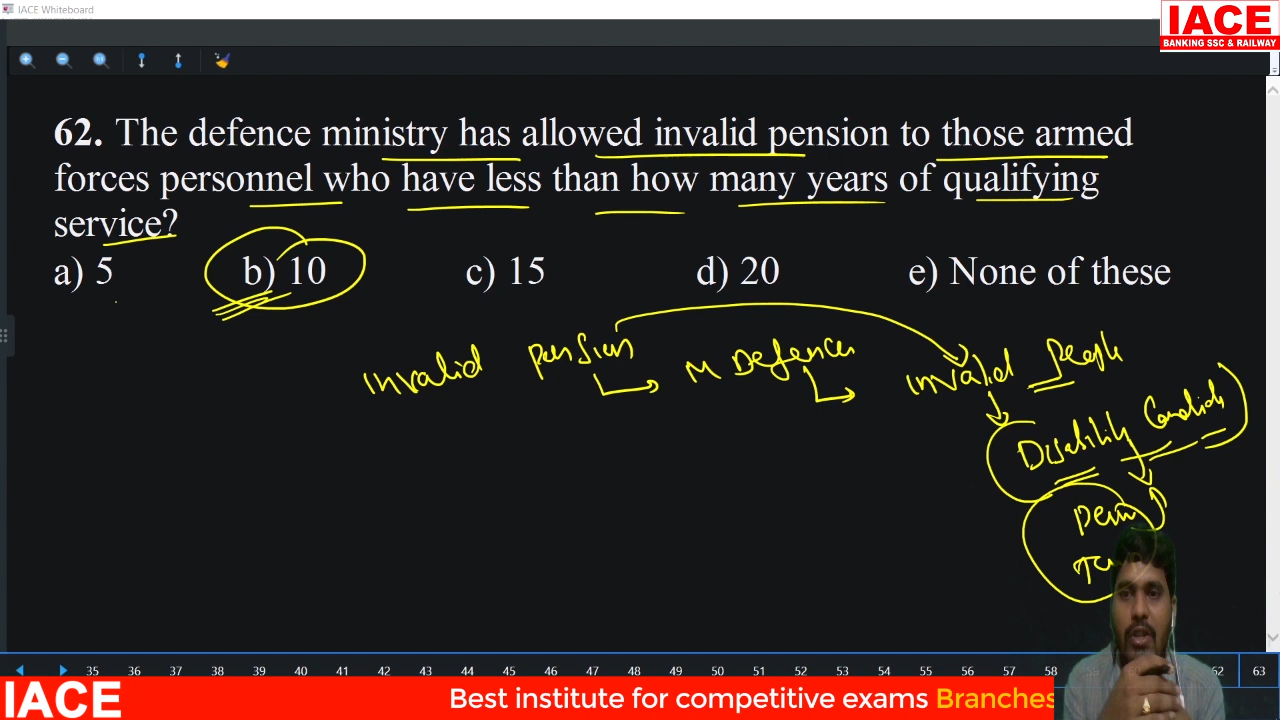 IACE Whiteboard
IACE
BANKING SSC & RAILWAY
62. The defence ministry has allowed invalid pension to those armed
forces personnel who have less than how many years of qualifying
service?
a) 5 b) 10 c) 15 d) 20 e) None of these
Invalid pension M Defence Invalid people
Disability
35 36 37 38 39 40 41 42 43 44 45 46 47 48 49 50 51 52 53 54 55 56 57 58 62 63
IACE Best institute for competitive exams Branches